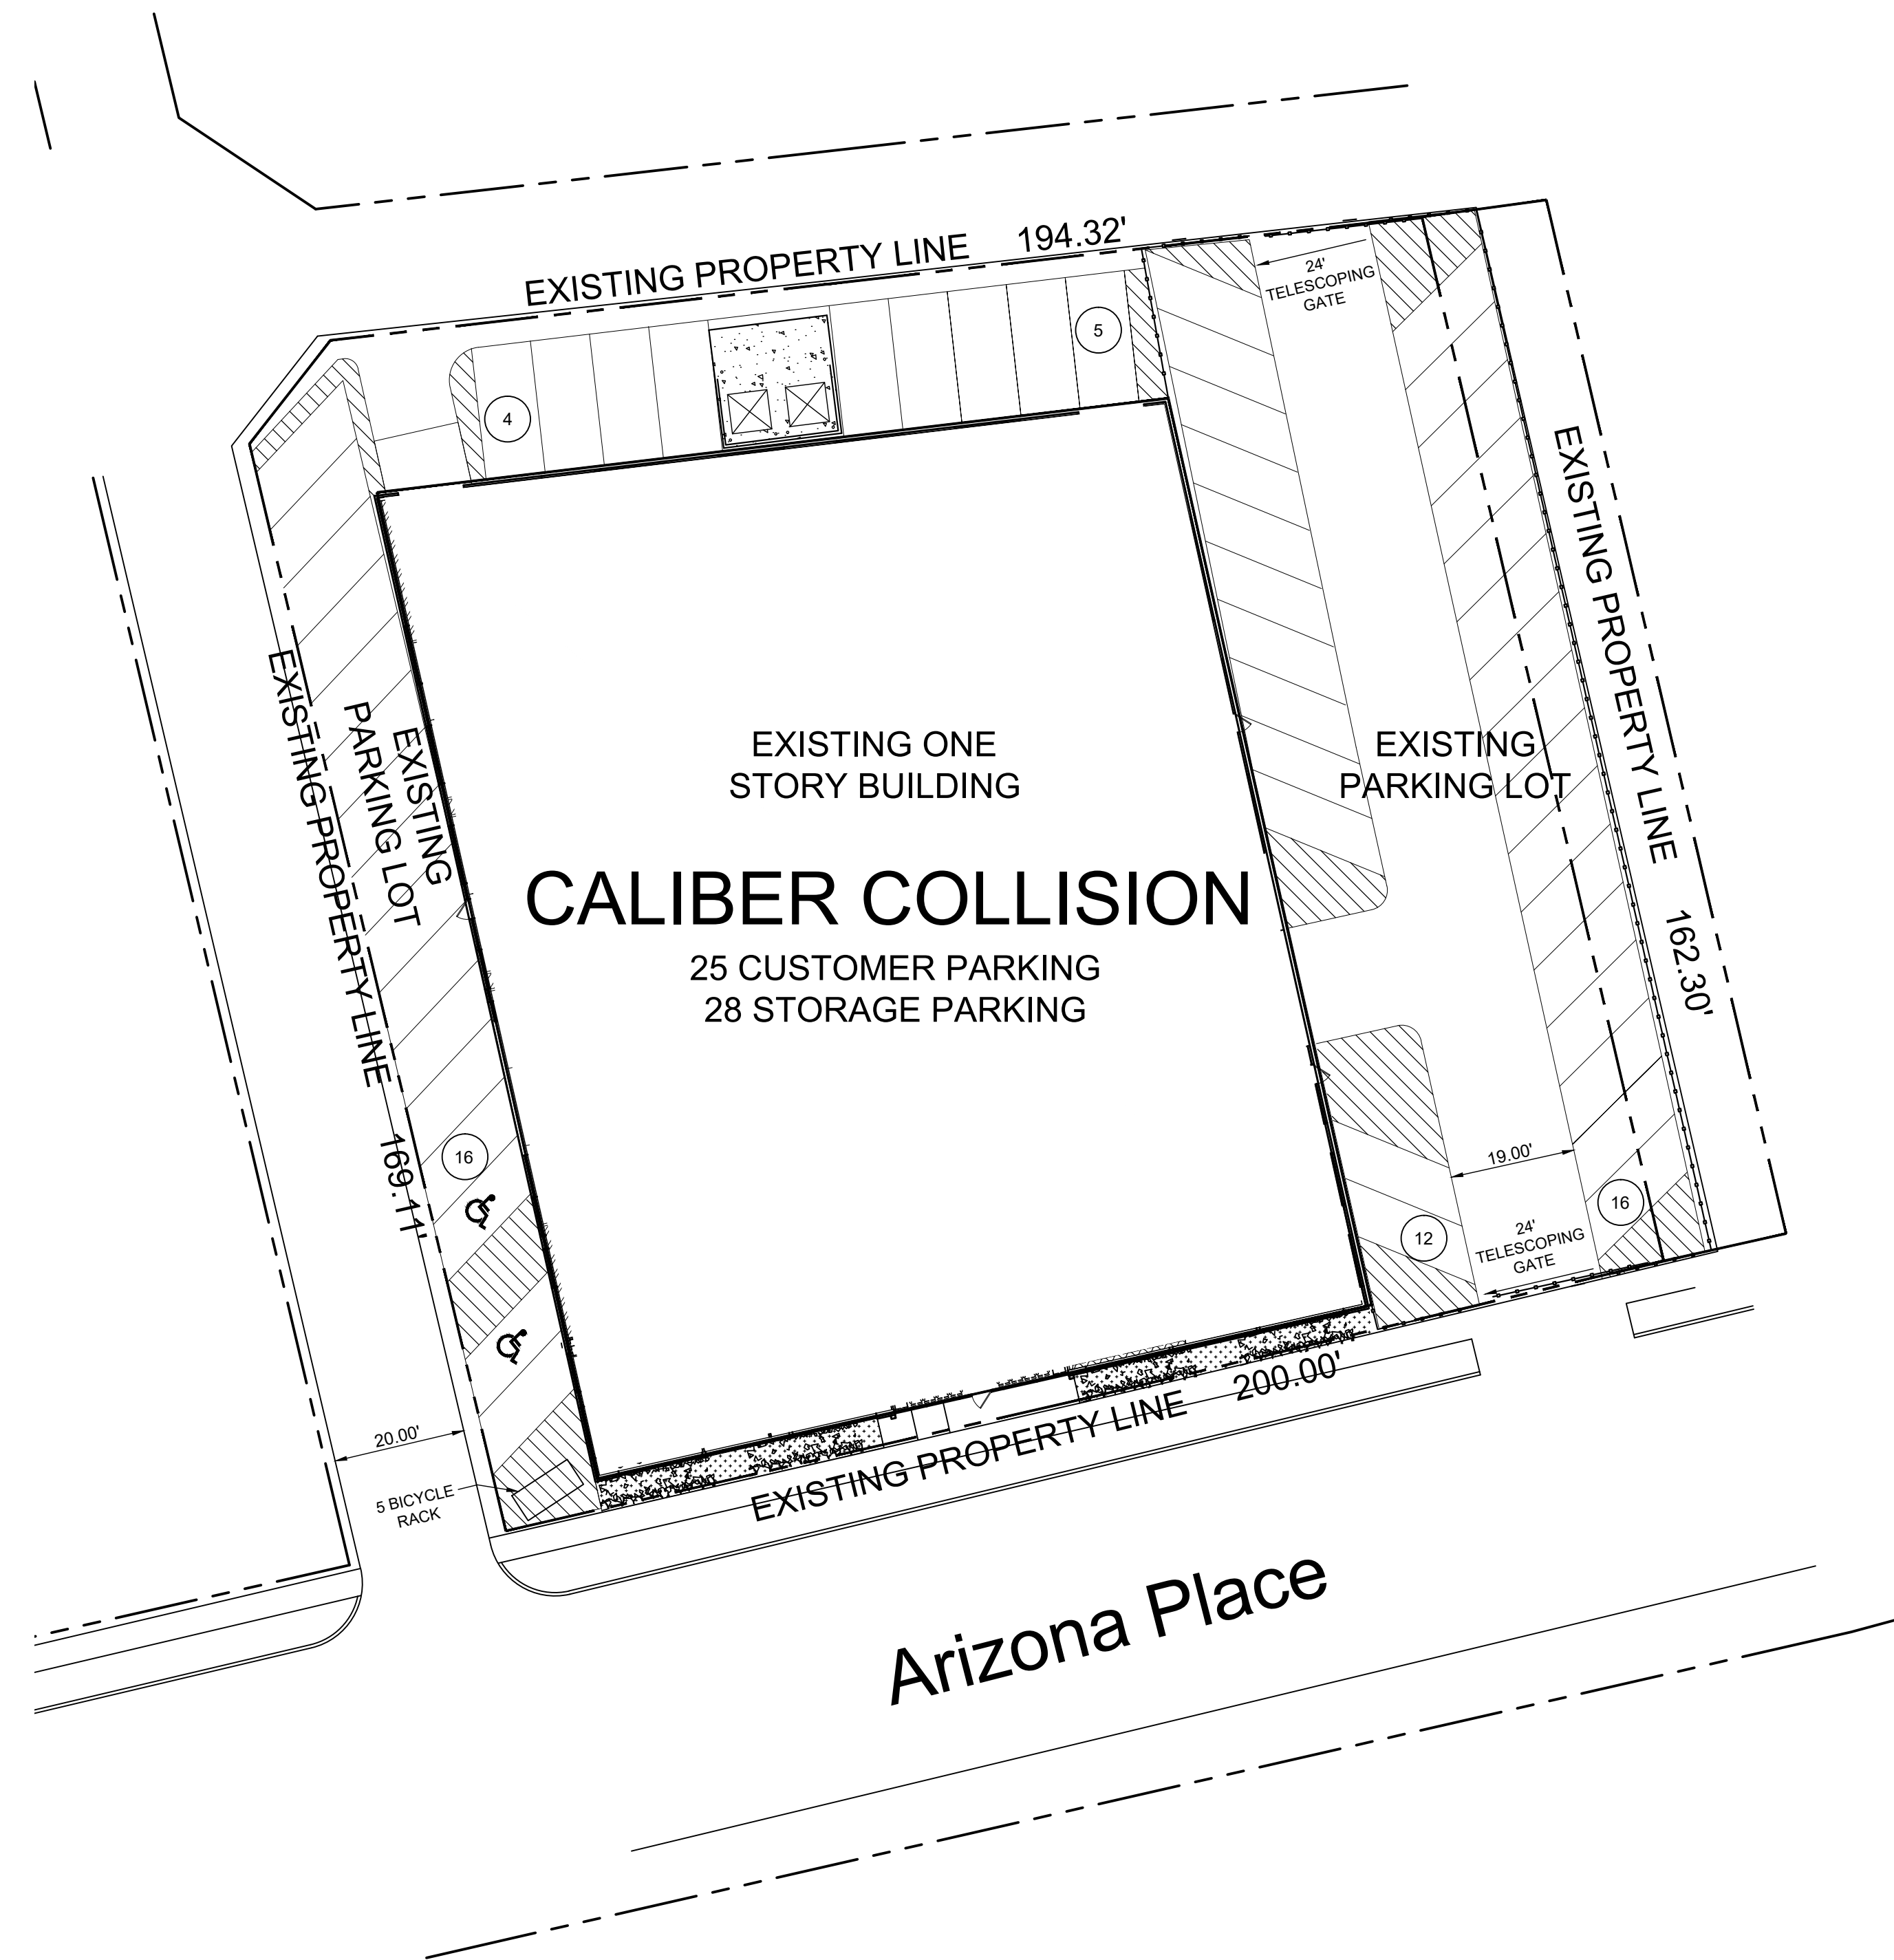 EXISTING PROPERTY LINE 194.32'
24'
TELESCOPING
GATE
5
4
EXISTING PROPERTY LINE 162.30'
EXISTING PROPERTY LINE 169.11'
EXISTING
PARKING LOT
EXISTING ONE
STORY BUILDING
EXISTING
PARKING LOT
CALIBER COLLISION
25 CUSTOMER PARKING
28 STORAGE PARKING
16
19.00'
16
12
24'
TELESCOPING
GATE
EXISTING PROPERTY LINE 200.00'
20.00'
5 BICYCLE
RACK
Arizona Place